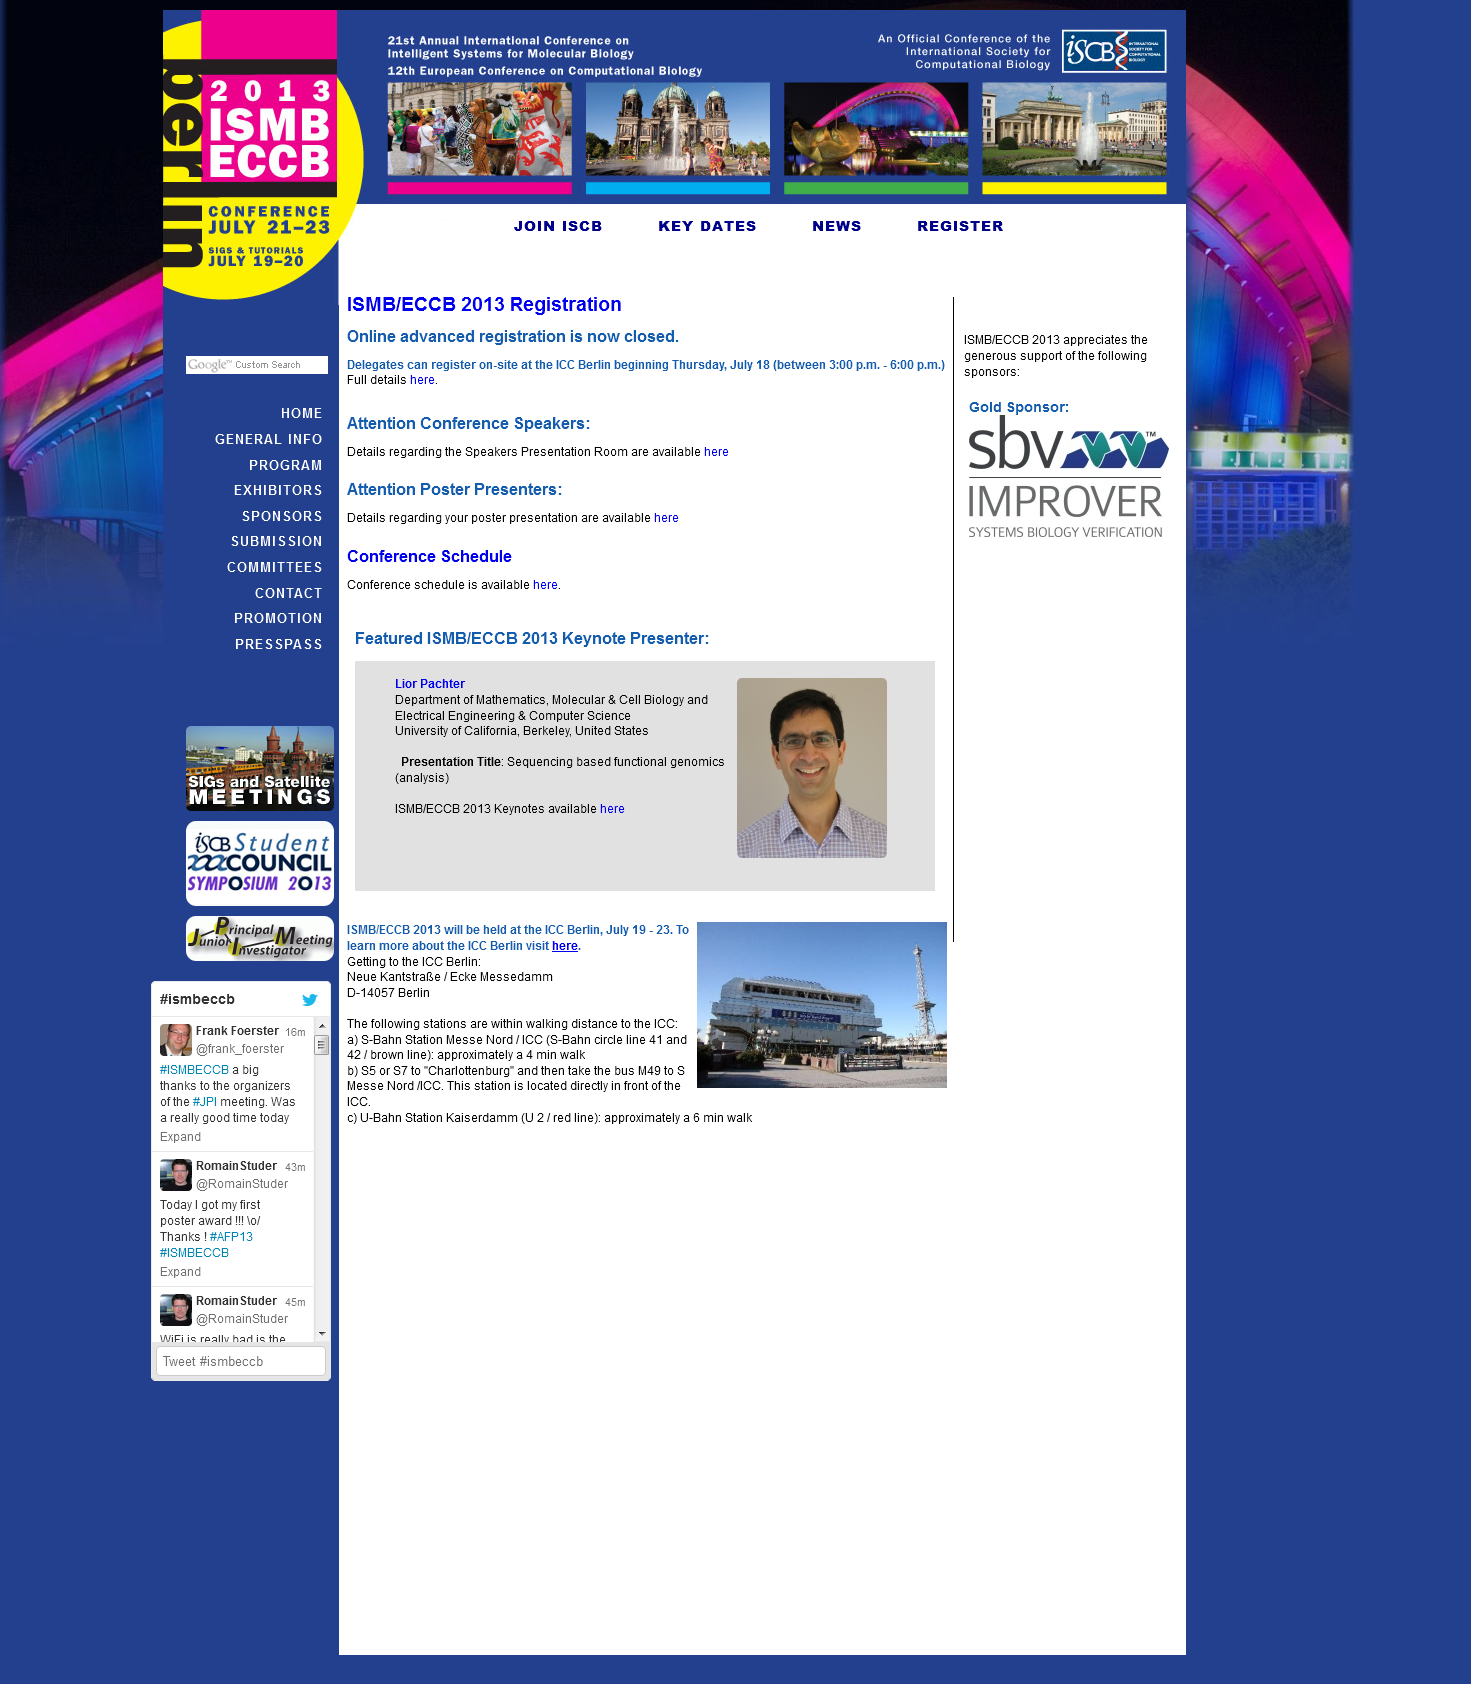 berlin
2013
ISMB
ECCB
CONFERENCE
JULY 21–23
SIGS & TUTORIALS
JULY 19–20
21st Annual International Conference on
Intelligent Systems for Molecular Biology
12th European Conference on Computational Biology
An Official Conference of the
International Society for
Computational Biology
ISCB
INTERNATIONAL
SOCIETY FOR
COMPUTATIONAL
BIOLOGY
JOIN ISCB KEY DATES NEWS REGISTER
Google™ Custom Search
HOME
GENERAL INFO
PROGRAM
EXHIBITORS
SPONSORS
SUBMISSION
COMMITTEES
CONTACT
PROMOTION
PRESSPASS
SIGs and Satellite
MEETINGS
ISCB Student
COUNCIL
SYMPOSIUM 2013
Principal
Junior Meeting
Investigator
#ismbeccb
Frank Foerster 16m
@frank_foerster
#ISMBECCB a big
thanks to the organizers
of the #JPI meeting. Was
a really good time today
Expand
RomainStuder 43m
@RomainStuder
Today I got my first
poster award !!! \o/
Thanks ! #AFP13
#ISMBECCB
Expand
RomainStuder 45m
@RomainStuder
WiFi is really bad is the
Tweet #ismbeccb
ISMB/ECCB 2013 Registration
Online advanced registration is now closed.
Delegates can register on-site at the ICC Berlin beginning Thursday, July 18 (between 3:00 p.m. - 6:00 p.m.)
Full details here.
Attention Conference Speakers:
Details regarding the Speakers Presentation Room are available here
Attention Poster Presenters:
Details regarding your poster presentation are available here
Conference Schedule
Conference schedule is available here.
Featured ISMB/ECCB 2013 Keynote Presenter:
Lior Pachter
Department of Mathematics, Molecular & Cell Biology and
Electrical Engineering & Computer Science
University of California, Berkeley, United States
Presentation Title: Sequencing based functional genomics
(analysis)
ISMB/ECCB 2013 Keynotes available here
ISMB/ECCB 2013 will be held at the ICC Berlin, July 19 - 23. To
learn more about the ICC Berlin visit here.
Getting to the ICC Berlin:
Neue Kantstraße / Ecke Messedamm
D-14057 Berlin
The following stations are within walking distance to the ICC:
a) S-Bahn Station Messe Nord / ICC (S-Bahn circle line 41 and
42 / brown line): approximately a 4 min walk
b) S5 or S7 to "Charlottenburg" and then take the bus M49 to S
Messe Nord /ICC. This station is located directly in front of the
ICC.
c) U-Bahn Station Kaiserdamm (U 2 / red line): approximately a 6 min walk
ISMB/ECCB 2013 appreciates the
generous support of the following
sponsors:
Gold Sponsor:
sbv ™
IMPROVER
SYSTEMS BIOLOGY VERIFICATION